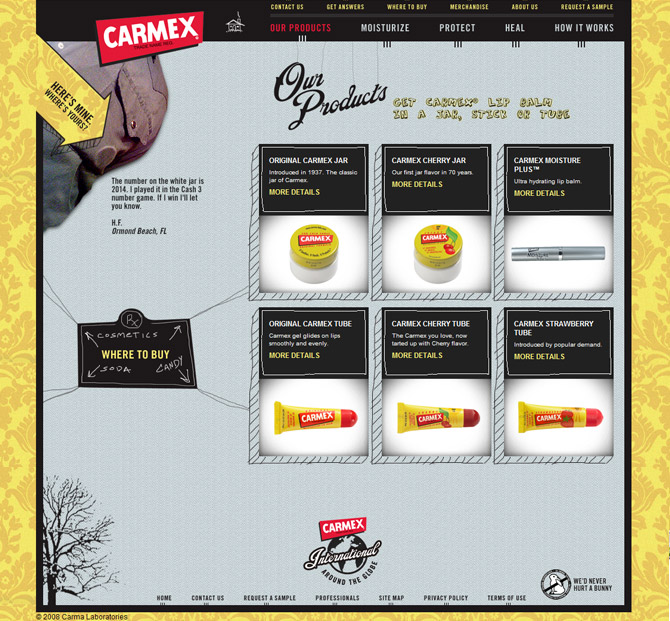 CONTACT US
GET ANSWERS
WHERE TO BUY
MERCHANDISE
ABOUT US
REQUEST A SAMPLE
CARMEX
OUR PRODUCTS
MOISTURIZE
PROTECT
HEAL
HOW IT WORKS
HERE'S MINE.
WHERE'S YOURS?
Our
Products
GET CARMEX® LIP BALM
IN A JAR, STICK OR TUBE
The number on the white jar is
2014. I played it in the Cash 3
number game. If I win I'll let
you know.
H.F.
Ormond Beach, FL
ORIGINAL CARMEX JAR
Introduced in 1937. The classic
jar of Carmex.
MORE DETAILS
CARMEX
CARMEX CHERRY JAR
Our first jar flavor in 70 years.
MORE DETAILS
CARMEX
CARMEX MOISTURE
PLUS™
Ultra hydrating lip balm.
MORE DETAILS
Rx
COSMETICS
WHERE TO BUY
SODA
CANDY
ORIGINAL CARMEX TUBE
Carmex gel glides on lips
smoothly and evenly.
MORE DETAILS
CARMEX
CARMEX CHERRY TUBE
The Carmex you love, now
tarted up with Cherry flavor.
MORE DETAILS
CARMEX
CARMEX STRAWBERRY
TUBE
Introduced by popular demand.
MORE DETAILS
CARMEX
CARMEX
International
AROUND THE GLOBE
WE'D NEVER
HURT A BUNNY
HOME
CONTACT US
REQUEST A SAMPLE
PROFESSIONALS
SITE MAP
PRIVACY POLICY
TERMS OF USE
© 2008 Carma Laboratories